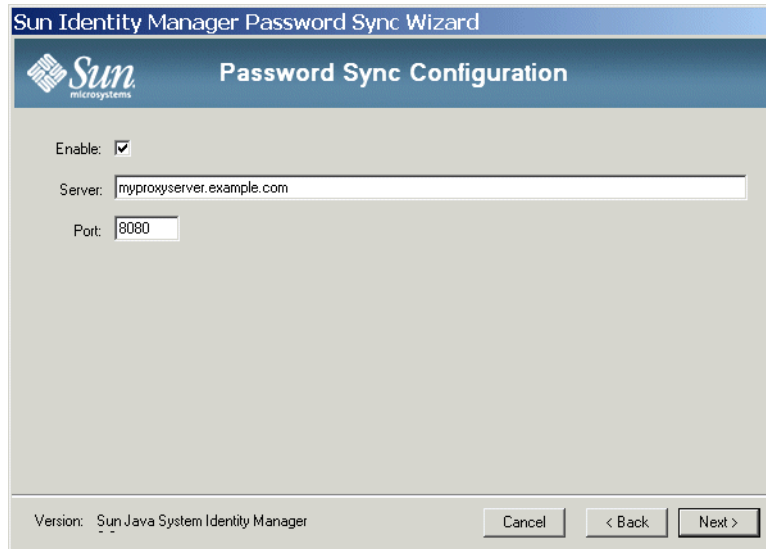 Sun Identity Manager Password Sync Wizard
Sun
microsystems
Password Sync Configuration
Enable:
Server: myproxyserver.example.com
Port: 8080
Version: Sun Java System Identity Manager
Cancel < Back Next >